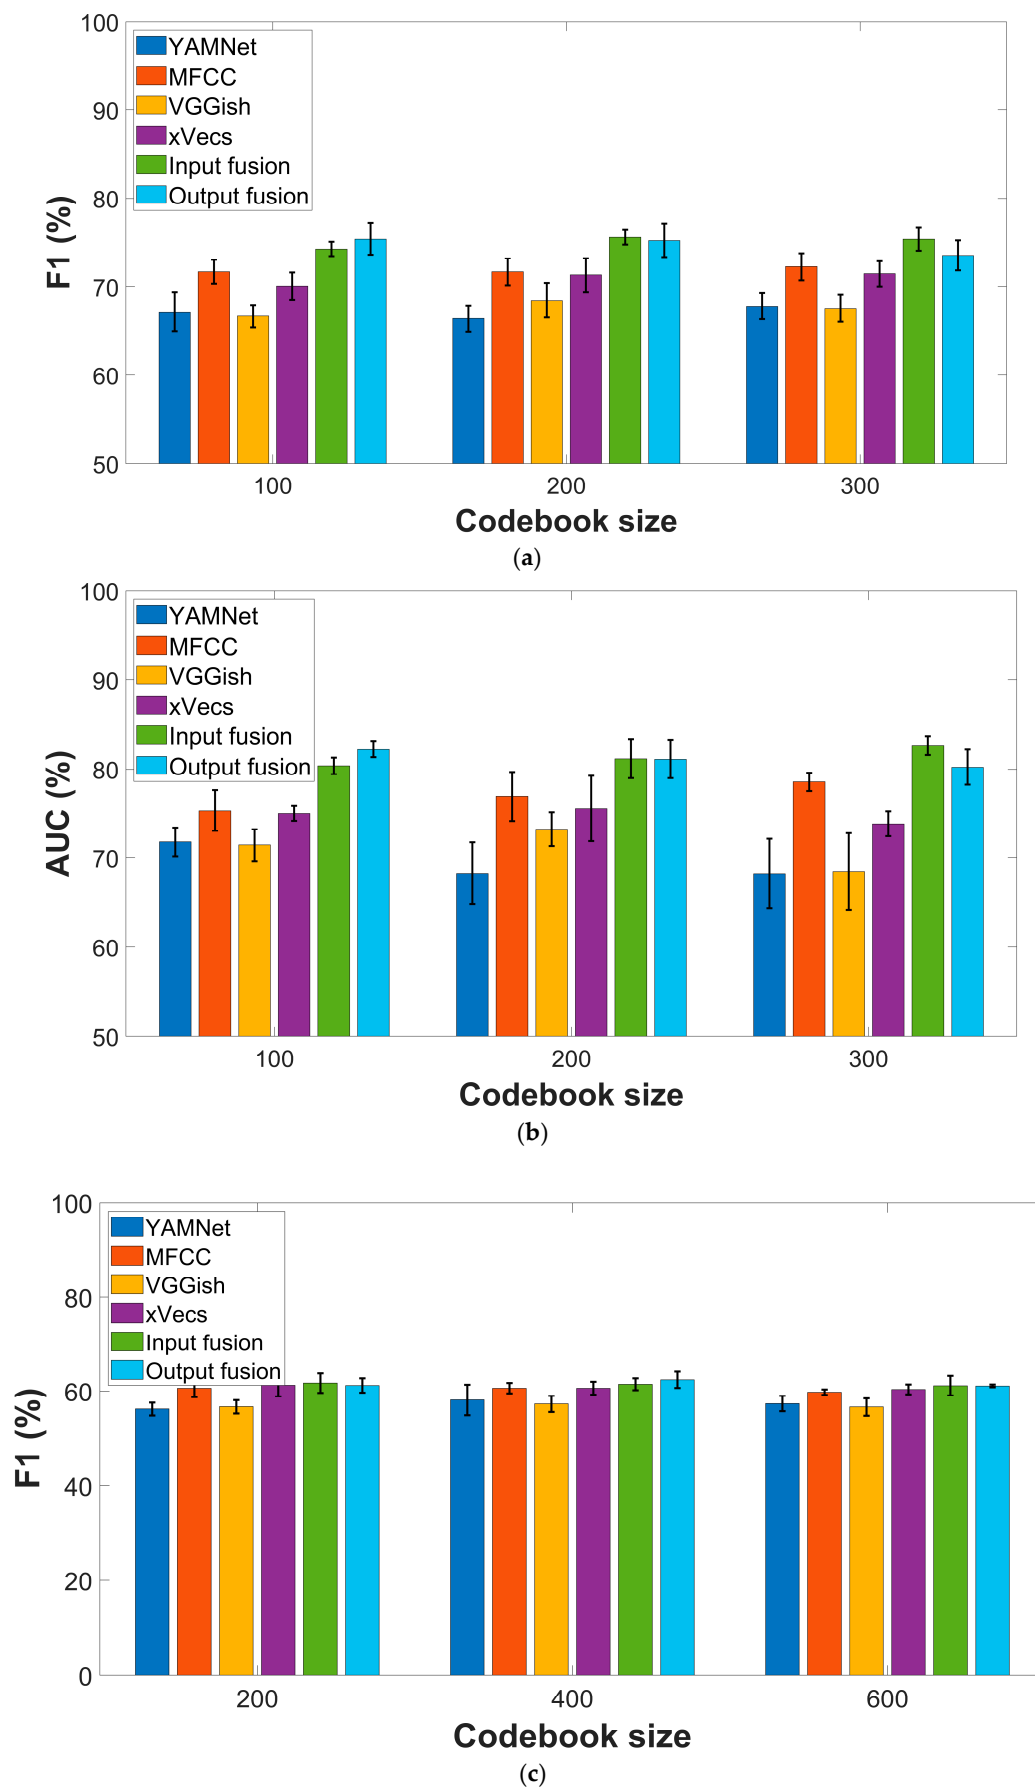 100
90
80
70
60
50
F1 (%)
YAMNet
MFCC
VGGish
xVecs
Input fusion
Output fusion
100
200
300
Codebook size
(a)
100
90
80
70
60
50
AUC (%)
YAMNet
MFCC
VGGish
xVecs
Input fusion
Output fusion
100
200
300
Codebook size
(b)
100
80
60
40
20
0
F1 (%)
YAMNet
MFCC
VGGish
xVecs
Input fusion
Output fusion
200
400
600
Codebook size
(c)